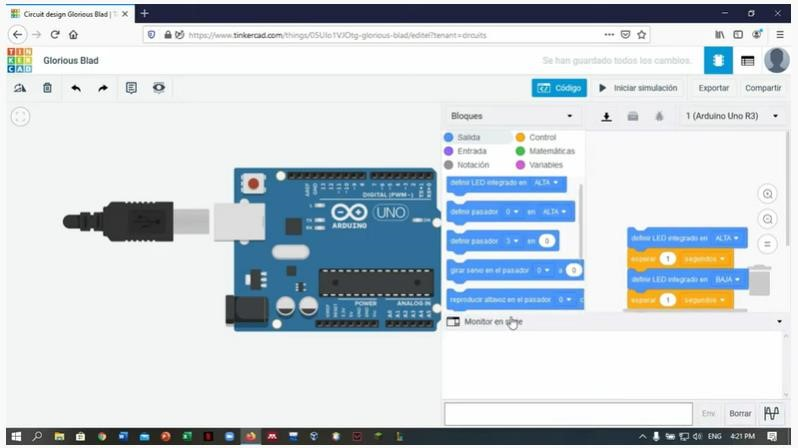 Circuit design Glorious Blad | T
https://www.tinkercad.com/things/05UIo1VJOtg-glorious-blad/editel?tenant=circuits
TIN
KER
CAD
Glorious Blad
Se han guardado todos los cambios.
Código
Iniciar simulación
Exportar
Compartir
Bloques
1 (Arduino Uno R3)
Salida
Control
Entrada
Matemáticas
Notación
Variables
definir LED integrado en ALTA
definir pasador 0 en ALTA
definir pasador 3 en 0
girar servo en el pasador 0 a 0
reproducir altavoz en el pasador 0 c
definir LED integrado en ALTA
esperar 1 segundos
definir LED integrado en BAJA
esperar 1 segundos
DIGITAL (PWM ~)
UNO
ARDUINO
POWER
ANALOG IN
Monitor en serie
Env
Borrar
ENG
4:21 PM